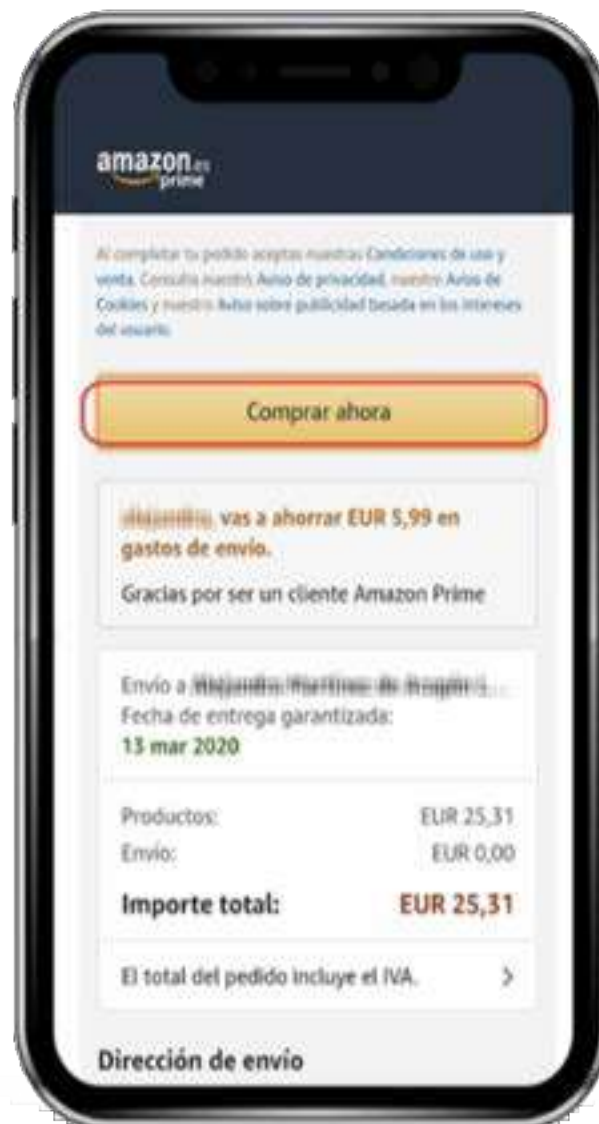 amazon.es
prime
Al completar tu pedido aceptas nuestras Condiciones de uso y
venta. Consulta nuestro Aviso de privacidad, nuestro Aviso de
Cookies y nuestro Aviso sobre publicidad basada en los intereses
del usuario.
Comprar ahora
vas a ahorrar EUR 5,99 en
gastos de envío.
Gracias por ser un cliente Amazon Prime
Envío a
Fecha de entrega garantizada:
13 mar 2020
Productos: EUR 25,31
Envío: EUR 0,00
Importe total: EUR 25,31
El total del pedido incluye el IVA. >
Dirección de envío